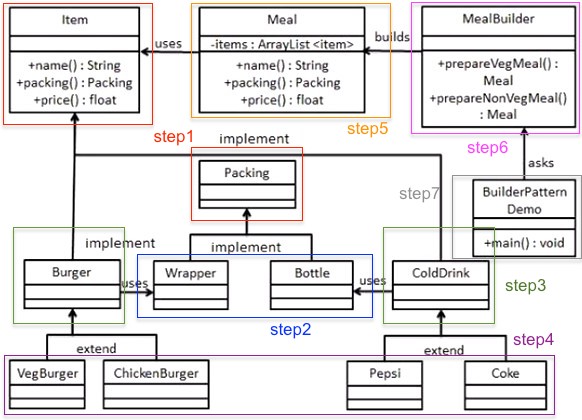 Item
+name() : String
+packing() : Packing
+price() : float
uses
Meal
-items : ArrayList <item>
+name() : String
+packing() : Packing
+price() : float
builds
MealBuilder
+prepareVegMeal() :
Meal
+prepareNonVegMeal()
: Meal
step1
implement
step5
step6
asks
Packing
step7
BuilderPattern
Demo
+main() : void
implement
implement
Burger
uses
Wrapper
Bottle
uses
ColdDrink
step3
step2
extend
extend
step4
VegBurger
ChickenBurger
Pepsi
Coke